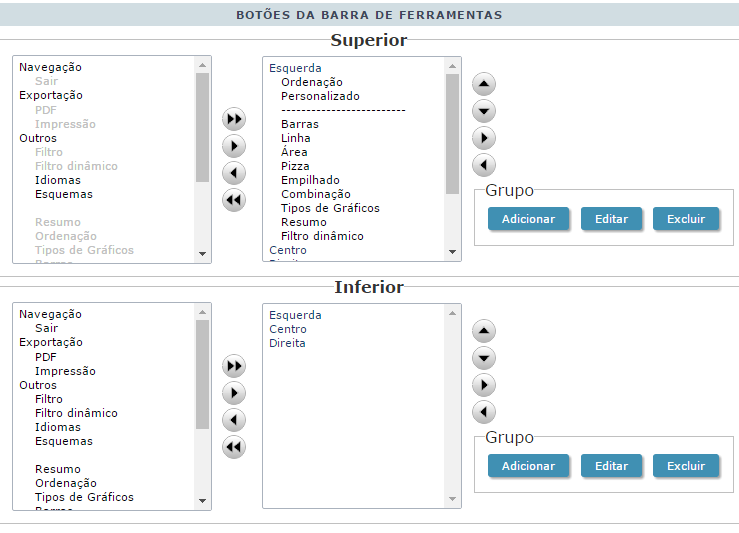 BOTÕES DA BARRA DE FERRAMENTAS
Superior
Navegação
Sair
Exportação
PDF
Impressão
Outros
Filtro
Filtro dinâmico
Idiomas
Esquemas
Resumo
Ordenação
Tipos de Gráficos
Barras
Esquerda
Ordenação
Personalizado
-------------------------
Barras
Linha
Área
Pizza
Empilhado
Combinação
Tipos de Gráficos
Resumo
Filtro dinâmico
Centro
Direita
Grupo
Adicionar Editar Excluir
Inferior
Navegação
Sair
Exportação
PDF
Impressão
Outros
Filtro
Filtro dinâmico
Idiomas
Esquemas
Resumo
Ordenação
Tipos de Gráficos
Barras
Esquerda
Centro
Direita
Grupo
Adicionar Editar Excluir